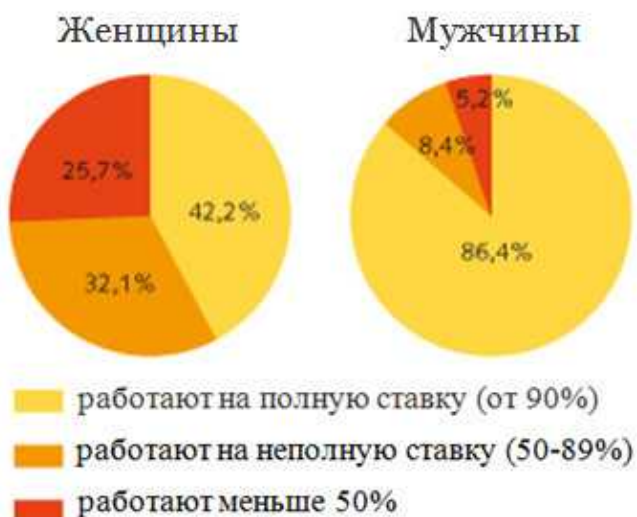 Женщины
Мужчины
25,7%
42,2%
32,1%
5,2%
8,4%
86,4%
работают на полную ставку (от 90%)
работают на неполную ставку (50-89%)
работают меньше 50%